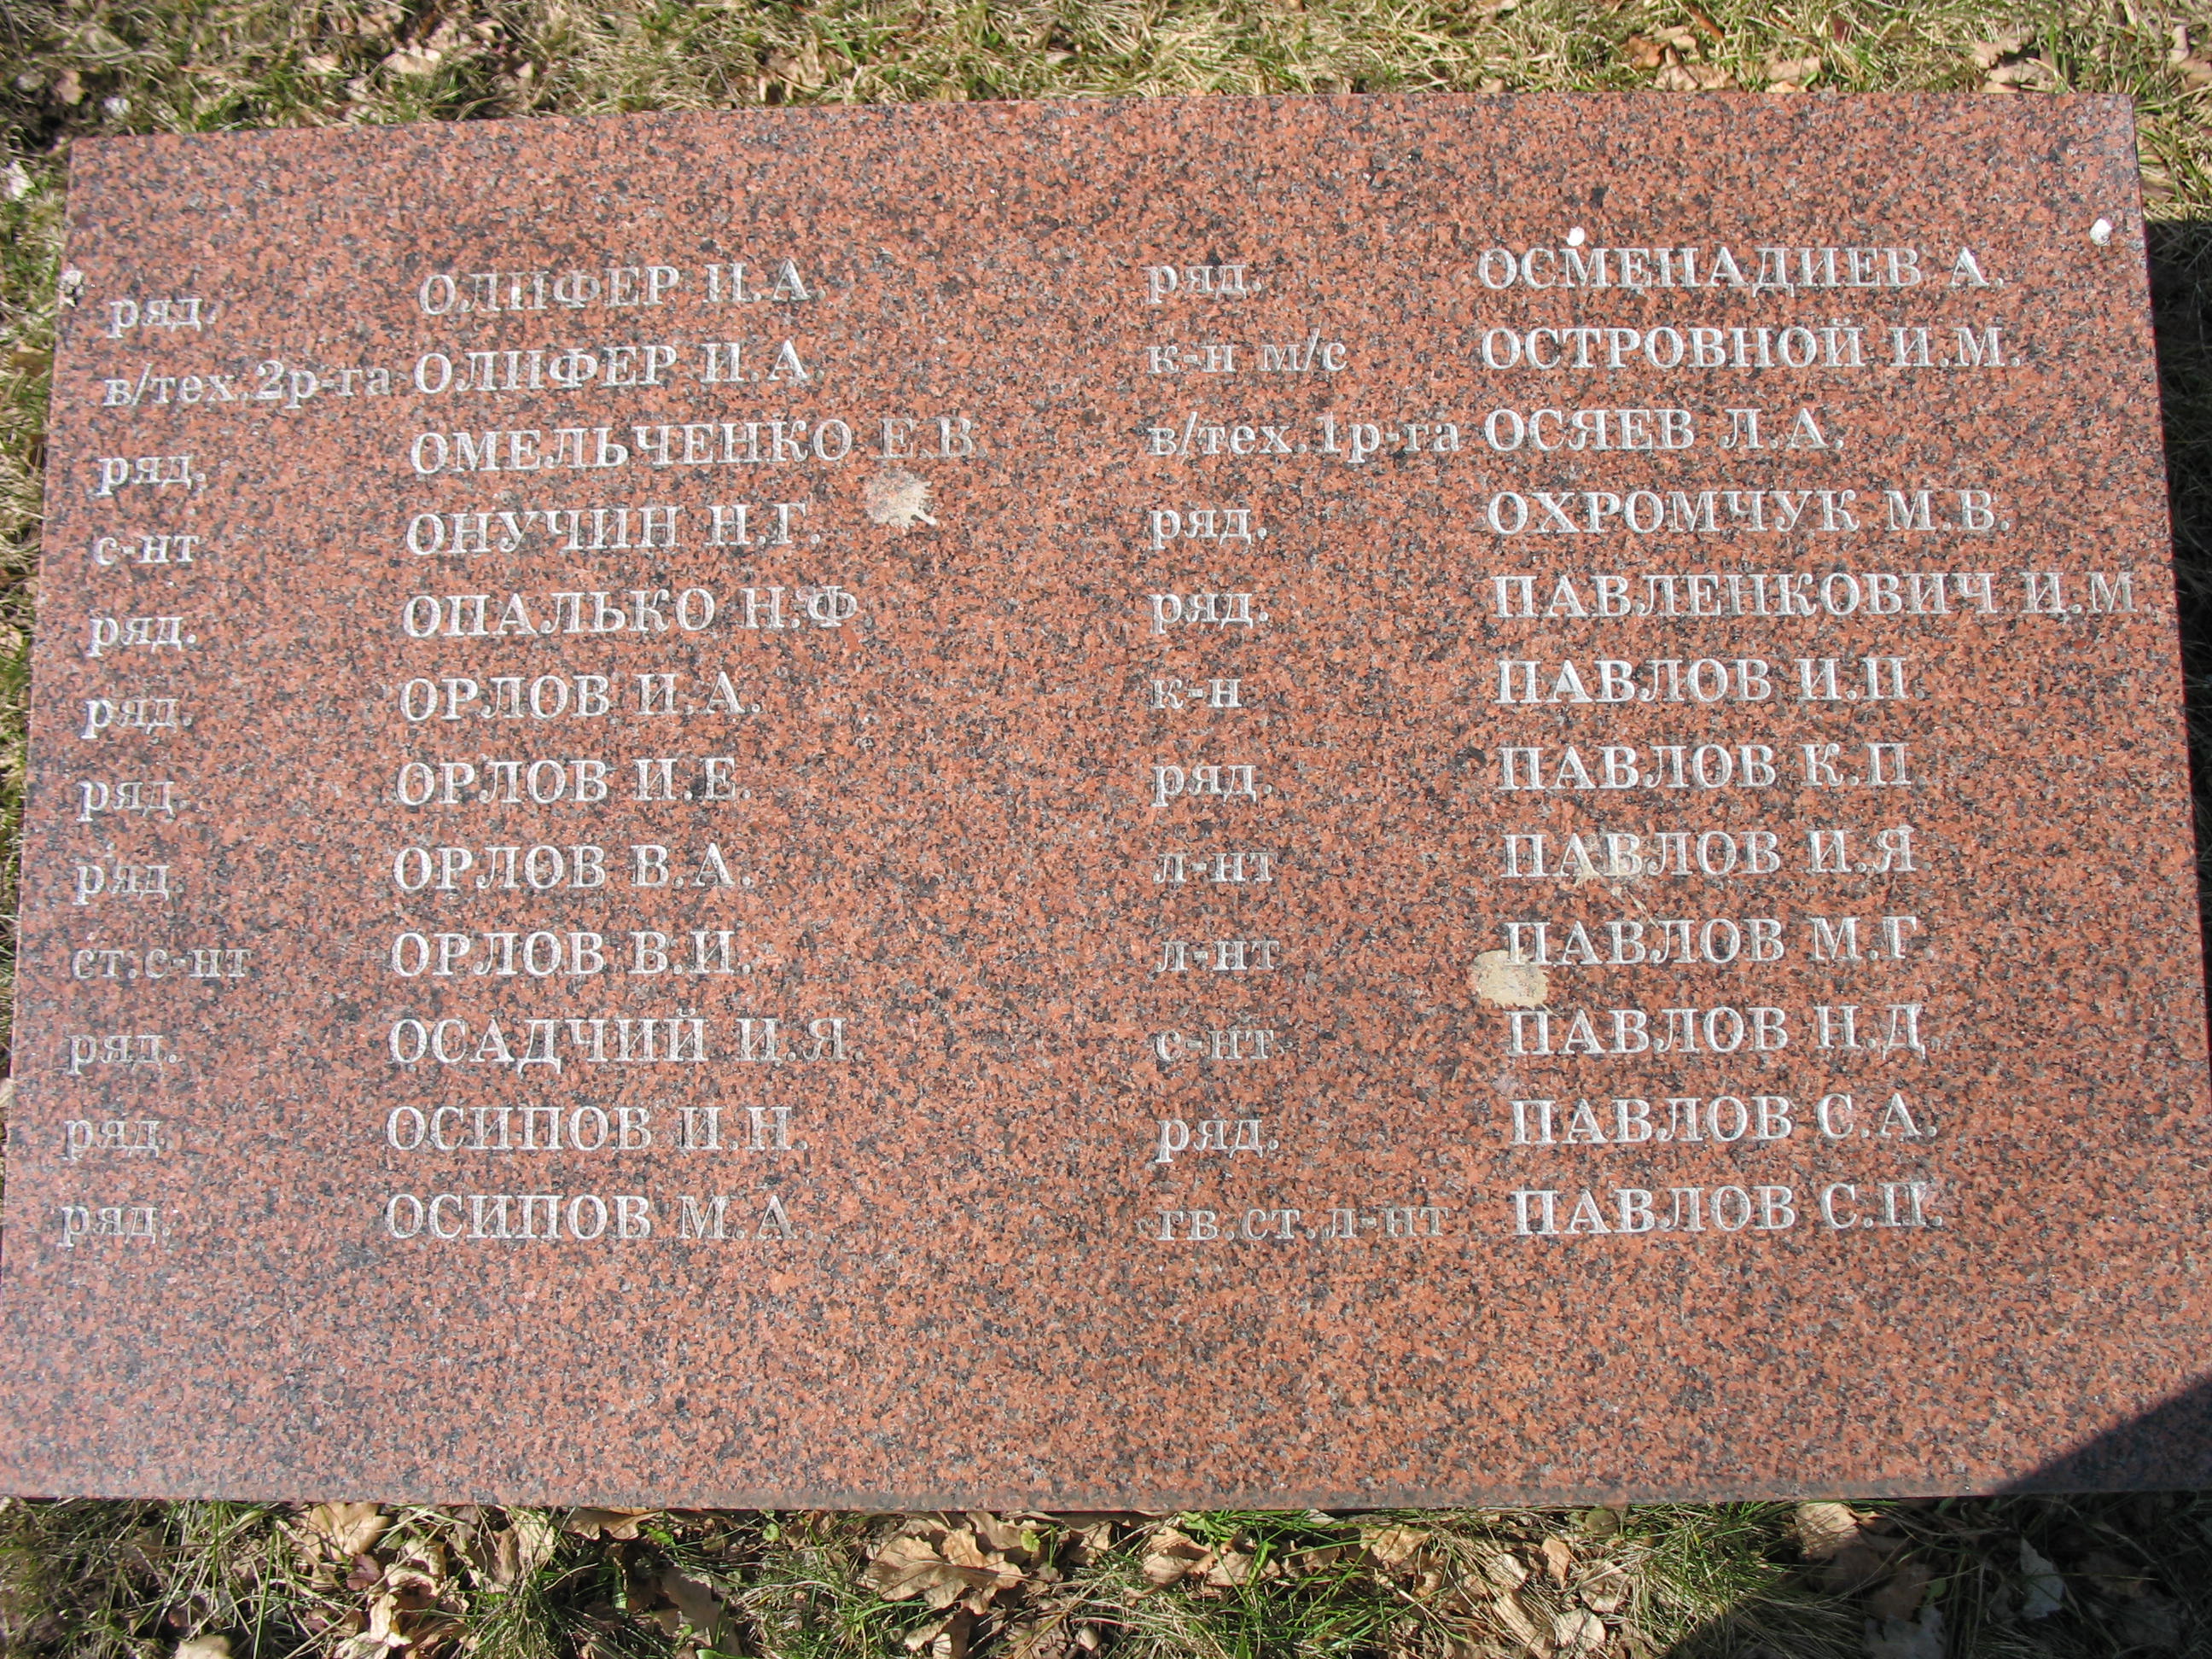 ряд. ОЛИФЕР И.А.
в/тех.2р-га ОЛИФЕР И.А.
ряд. ОМЕЛЬЧЕНКО Е.В.
с-нт ОНУЧИН Н.Г.
ряд. ОПАЛЬКО Н.Ф
ряд. ОРЛОВ И.А.
ряд. ОРЛОВ И.Е.
ряд. ОРЛОВ В.А.
ст.с-нт ОРЛОВ В.И.
ряд. ОСАДЧИЙ И.Я.
ряд. ОСИПОВ И.Н.
ряд. ОСИПОВ М.А.
ряд. ОСМЕНАДИЕВ А.
к-н м/с ОСТРОВНОЙ И.М.
в/тех.1р-га ОСЯЕВ Л.А.
ряд. ОХРОМЧУК М.В.
ряд. ПАВЛЕНКОВИЧ И.М.
к-н ПАВЛОВ И.П.
ряд. ПАВЛОВ К.П.
л-нт ПАВЛОВ И.Я.
л-нт ПАВЛОВ М.Г.
с-нт ПАВЛОВ Н.Д.
ряд. ПАВЛОВ С.А.
гв.ст.л-нт ПАВЛОВ С.П.